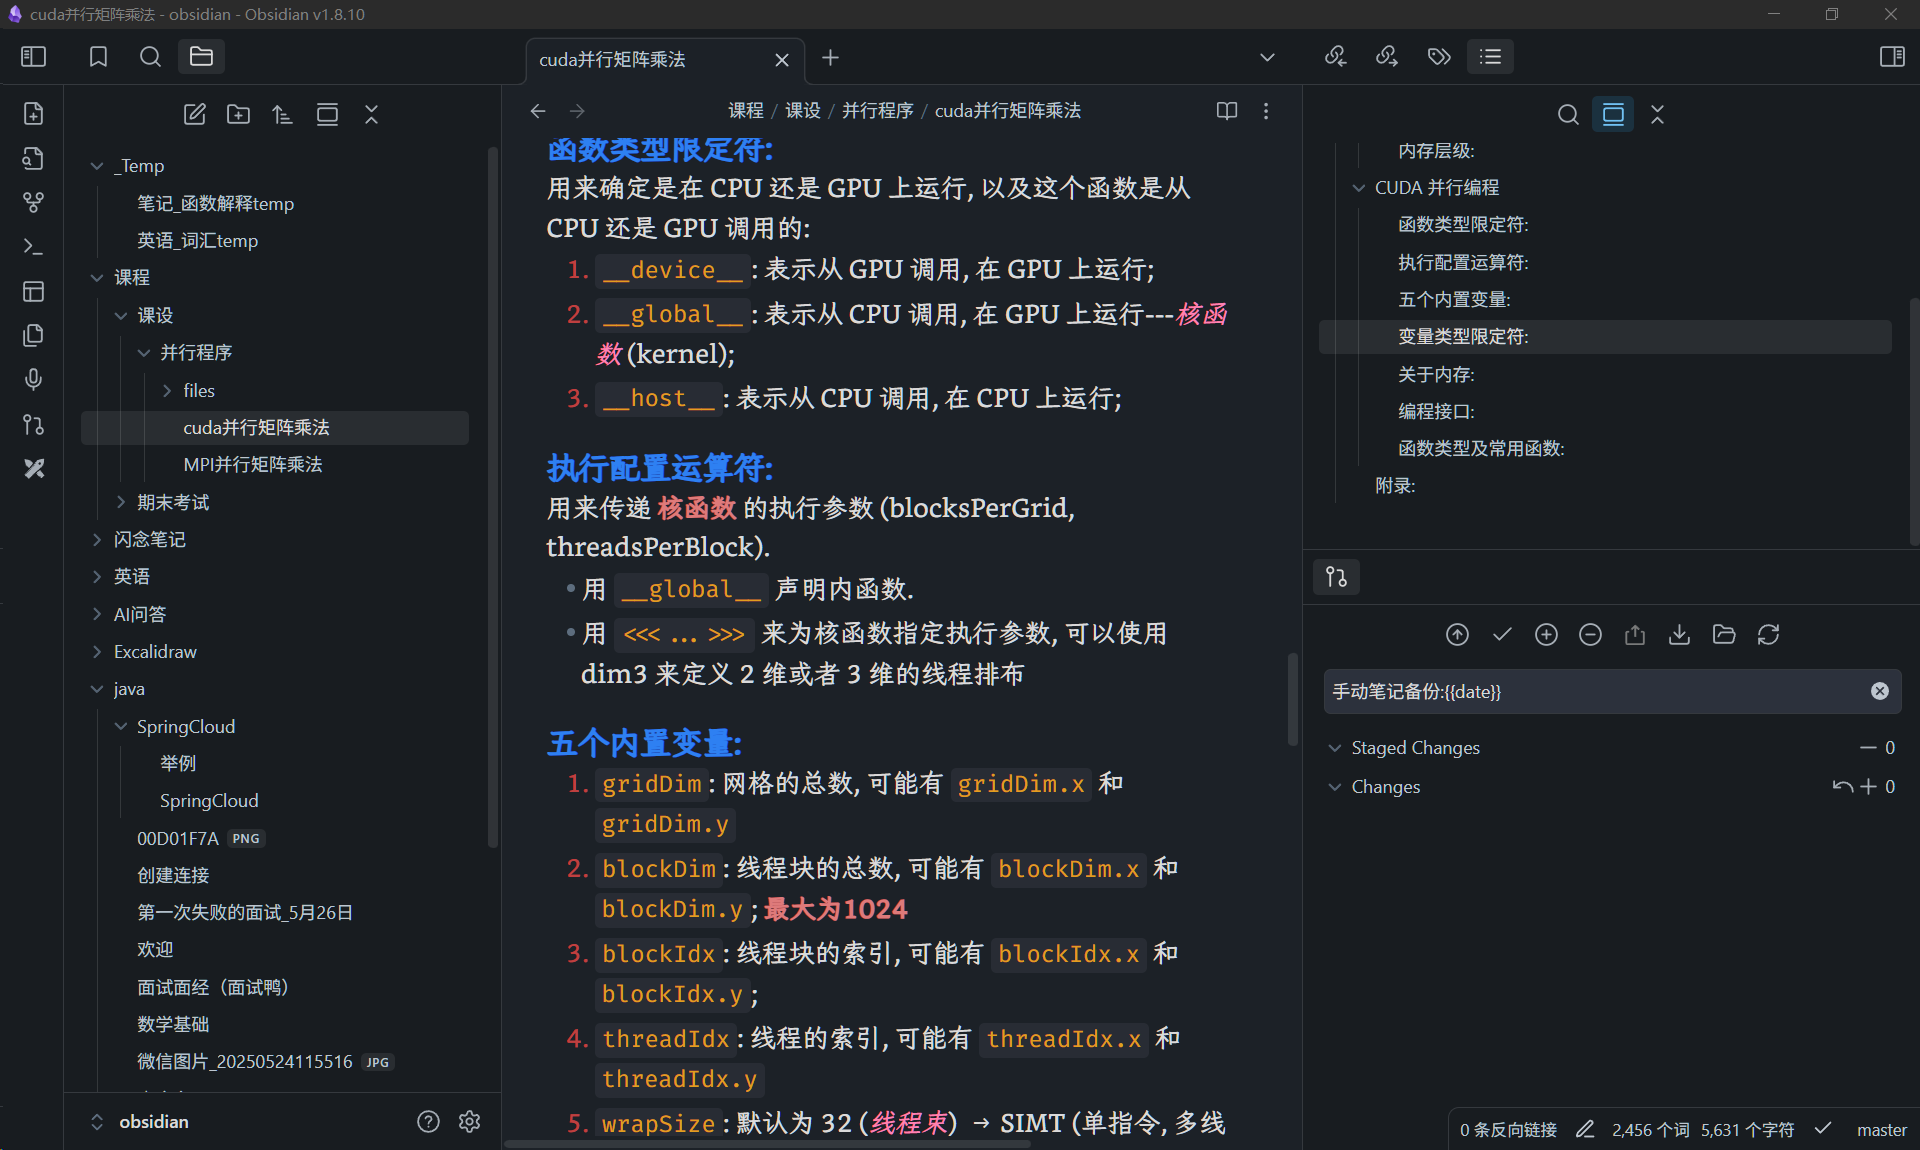 cuda并行矩阵乘法 - obsidian - Obsidian v1.8.10
cuda并行矩阵乘法
课程 / 课设 / 并行程序 / cuda并行矩阵乘法
_Temp
笔记_函数解释temp
英语_词汇temp
课程
课设
并行程序
files
cuda并行矩阵乘法
MPI并行矩阵乘法
期末考试
闪念笔记
英语
AI问答
Excalidraw
java
SpringCloud
举例
SpringCloud
00D01F7A PNG
创建连接
第一次失败的面试_5月26日
欢迎
面试面经（面试鸭）
数学基础
微信图片_20250524115516 JPG
obsidian
函数类型限定符:
用来确定是在 CPU 还是 GPU 上运行, 以及这个函数是从
CPU 还是 GPU 调用的:
1. __device__ : 表示从 GPU 调用, 在 GPU 上运行;
2. __global__ : 表示从 CPU 调用, 在 GPU 上运行---核函
数 (kernel);
3. __host__ : 表示从 CPU 调用, 在 CPU 上运行;
执行配置运算符:
用来传递 核函数 的执行参数 (blocksPerGrid,
threadsPerBlock).
用 __global__ 声明内函数.
用 <<< ... >>> 来为核函数指定执行参数, 可以使用
dim3 来定义 2 维或者 3 维的线程排布
五个内置变量:
1. gridDim : 网格的总数, 可能有 gridDim.x 和
gridDim.y
2. blockDim : 线程块的总数, 可能有 blockDim.x 和
blockDim.y ; 最大为1024
3. blockIdx : 线程块的索引, 可能有 blockIdx.x 和
blockIdx.y ;
4. threadIdx : 线程的索引, 可能有 threadIdx.x 和
threadIdx.y
5. wrapSize : 默认为 32 (线程束) → SIMT (单指令, 多线
内存层级:
CUDA 并行编程
函数类型限定符:
执行配置运算符:
五个内置变量:
变量类型限定符:
关于内存:
编程接口:
函数类型及常用函数:
附录:
手动笔记备份:{{date}}
Staged Changes 0
Changes 0
0 条反向链接 2,456 个词 5,631 个字符 master